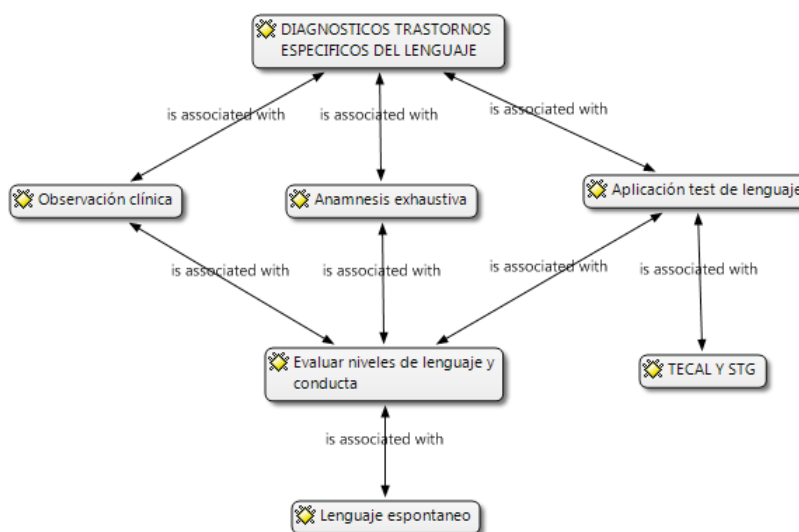 DIAGNOSTICOS TRASTORNOS
ESPECIFICOS DEL LENGUAJE
is associated with
is associated with
is associated with
Observación clínica
Anamnesis exhaustiva
Aplicación test de lenguaje
is associated with
is associated with
is associated with
is associated with
Evaluar niveles de lenguaje y
conducta
TECAL Y STG
is associated with
Lenguaje espontaneo